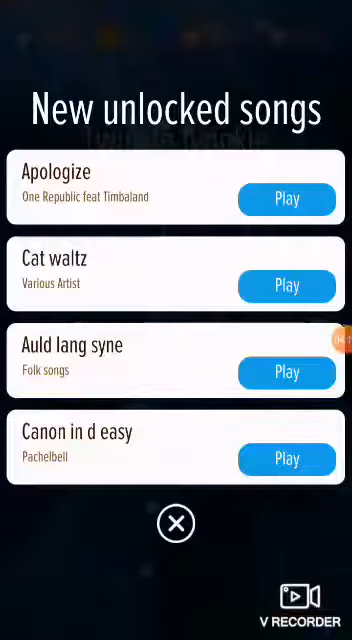 New unlocked songs
Apologize
One Republic feat Timbaland
Play
Cat waltz
Various Artist
Play
Auld lang syne
Folk songs
Play
Canon in d easy
Pachelbell
Play
V RECORDER